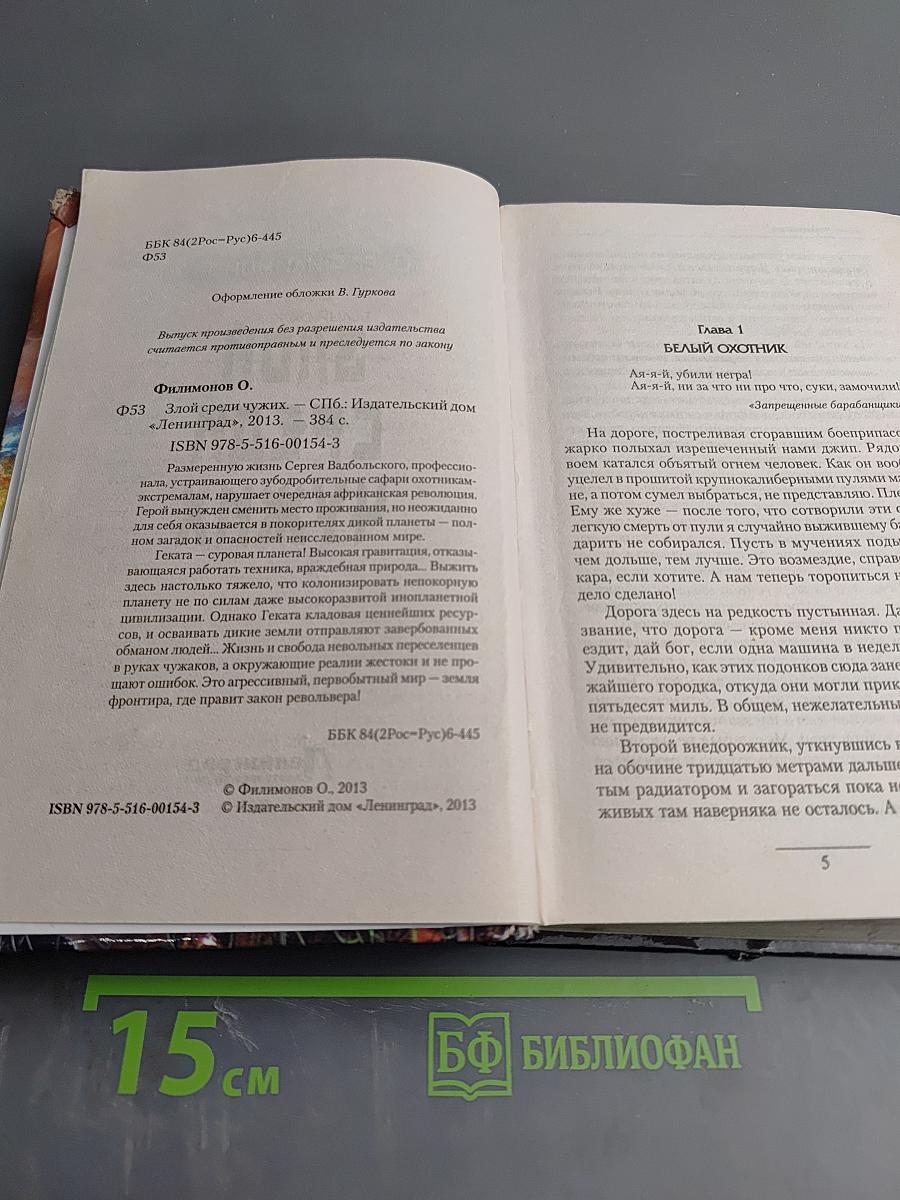 ББК 84(2Рос=Рус)6-445
Ф53
Оформление обложки В. Гуркова
Выпуск произведения без разрешения издательства
считается противоправным и преследуется по закону
Филимонов О.
Ф53 Злой среди чужих. — СПб.: Издательский дом
«Ленинград», 2013. — 384 с.
ISBN 978-5-516-00154-3
Размеренную жизнь Сергея Вадбольского, профессио-
нала, устраивающего зубодробительные сафари охотникам-
экстремалам, нарушает очередная африканская революция.
Герой вынужден сменить место проживания, но неожиданно
для себя оказывается в покорителях дикой планеты — пол-
ном загадок и опасностей неисследованном мире.
Геката — суровая планета! Высокая гравитация, отказы-
вающаяся работать техника, враждебная природа... Выжить
здесь настолько тяжело, что колонизировать непокорную
планету не по силам даже высокоразвитой инопланетной
цивилизации. Однако Геката кладовая ценнейших ресур-
сов, и осваивать дикие земли отправляют завербованных
обманом людей... Жизнь и свобода невольных переселенцев
в руках чужаков, а окружающие реалии жестоки и не про-
щают ошибок. Это агрессивный, первобытный мир — земля
фронтира, где правит закон револьвера!
ББК 84(2Рос=Рус)6-445
© Филимонов О., 2013
ISBN 978-5-516-00154-3 © Издательский дом «Ленинград», 2013
Глава 1
БЕЛЫЙ ОХОТНИК
Ая-я-й, убили негра!
Ая-я-й, ни за что ни про что, суки, замочили!
«Запрещенные барабанщики
На дороге, постреливая сгоравшим боеприпасо
жарко полыхал изрешеченный нами джип. Рядо
воем катался объятый огнем человек. Как он воо
уцелел в прошитой крупнокалиберными пулями ма
не, а потом сумел выбраться, не представляю. Пле
Ему же хуже — после того, что сотворили эти с
легкую смерть от пули я случайно выжившему ба
дарить не собирался. Пусть в мучениях поды
чем дольше, тем лучше. Это возмездие, справе
кара, если хотите. А нам теперь торопиться н
дело сделано!
Дорога здесь на редкость пустынная. Да
звание, что дорога — кроме меня никто п
ездит, дай бог, если одна машина в недел
Удивительно, как этих подонков сюда зане
жайшего городка, откуда они могли прик
пятьдесят миль. В общем, нежелательны
не предвидится.
Второй внедорожник, уткнувшись
на обочине тридцатью метрами дальше
тым радиатором и загораться пока не
живых там наверняка не осталось. А
5
15 см
БФ БИБЛИОФАН